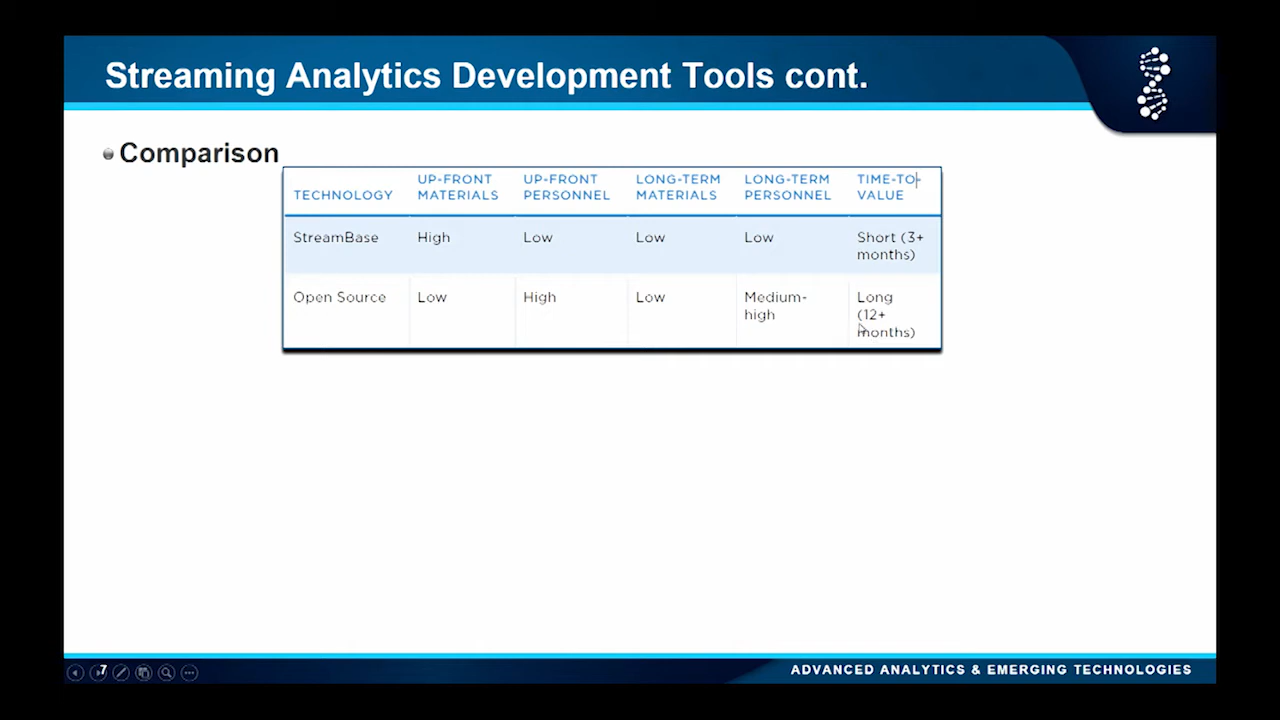 Streaming Analytics Development Tools cont.
Comparison
TECHNOLOGY UP-FRONT MATERIALS UP-FRONT PERSONNEL LONG-TERM MATERIALS LONG-TERM PERSONNEL TIME-TO-VALUE
StreamBase High Low Low Low Short (3+ months)
Open Source Low High Low Medium-high Long (12+ months)
7
ADVANCED ANALYTICS & EMERGING TECHNOLOGIES